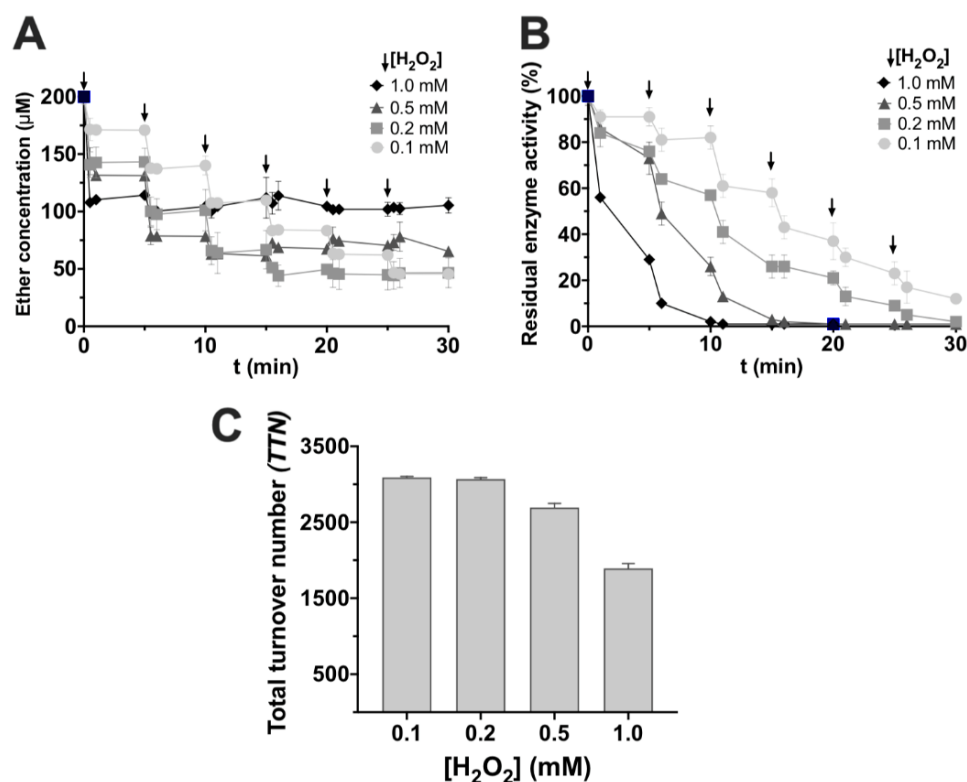 A
Ether concentration (µM)
200
150
100
50
0
0
10
20
30
t (min)
[H₂O₂]
1.0 mM
0.5 mM
0.2 mM
0.1 mM
B
Residual enzyme activity (%)
100
80
60
40
20
0
0
10
20
30
t (min)
[H₂O₂]
1.0 mM
0.5 mM
0.2 mM
0.1 mM
C
Total turnover number (TTN)
3500
2500
1500
500
0.1
0.2
0.5
1.0
[H₂O₂] (mM)